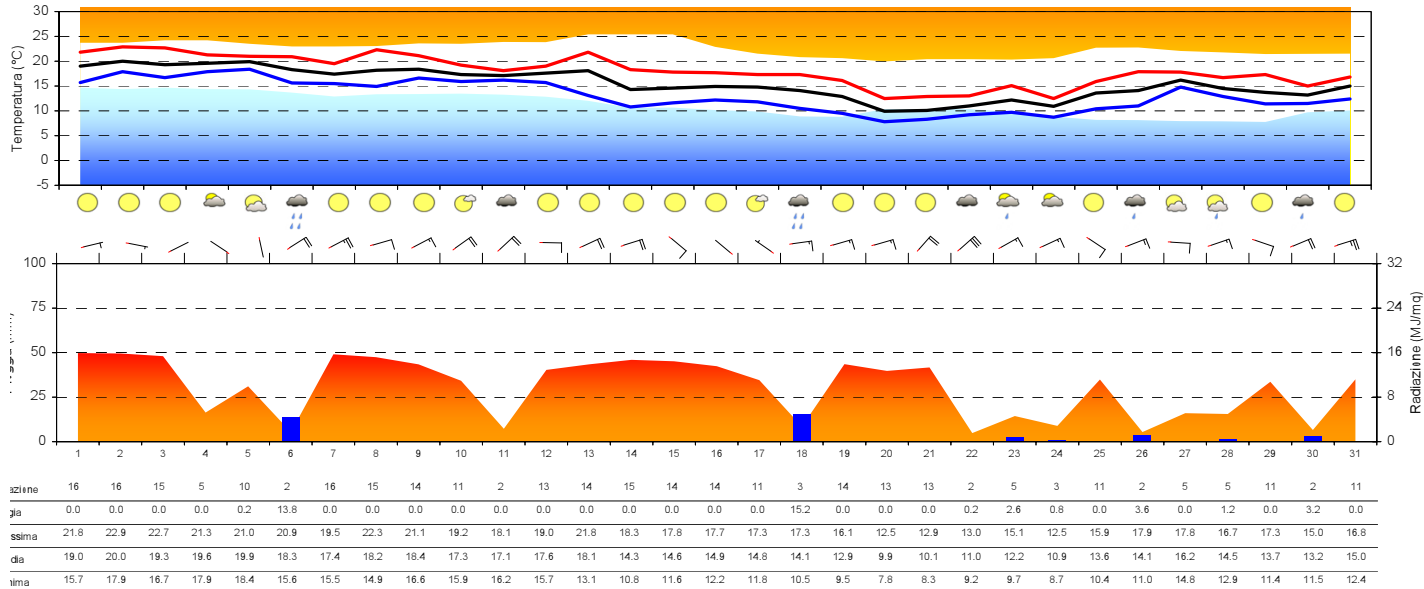 30
25
20
15
10
5
0
-5
Temperatura (°C)
100
75
50
25
0
32
24
16
8
0
Radiazione (MJ/mq)
1 2 3 4 5 6 7 8 9 10 11 12 13 14 15 16 17 18 19 20 21 22 23 24 25 26 27 28 29 30 31
azione 16 16 15 5 10 2 16 15 14 11 2 13 14 15 14 14 11 3 14 13 13 2 5 3 11 2 5 5 11 2 11
gia 0.0 0.0 0.0 0.0 0.2 13.8 0.0 0.0 0.0 0.0 0.0 0.0 0.0 0.0 0.0 0.0 0.0 15.2 0.0 0.0 0.0 0.2 2.6 0.8 0.0 3.6 0.0 1.2 0.0 3.2 0.0
ssima 21.8 22.9 22.7 21.3 21.0 20.9 19.5 22.3 21.1 19.2 18.1 19.0 21.8 18.3 17.8 17.7 17.3 17.3 16.1 12.5 12.9 13.0 15.1 12.5 15.9 17.9 17.8 16.7 17.3 15.0 16.8
dia 19.0 20.0 19.3 19.6 19.9 18.3 17.4 18.2 18.4 17.3 17.1 17.6 18.1 14.3 14.6 14.9 14.8 14.1 12.9 9.9 10.1 11.0 12.2 10.9 13.6 14.1 16.2 14.5 13.7 13.2 15.0
nima 15.7 17.9 16.7 17.9 18.4 15.6 15.5 14.9 16.6 15.9 16.2 15.7 13.1 10.8 11.6 12.2 11.8 10.5 9.5 7.8 8.3 9.2 9.7 8.7 10.4 11.0 14.8 12.9 11.4 11.5 12.4